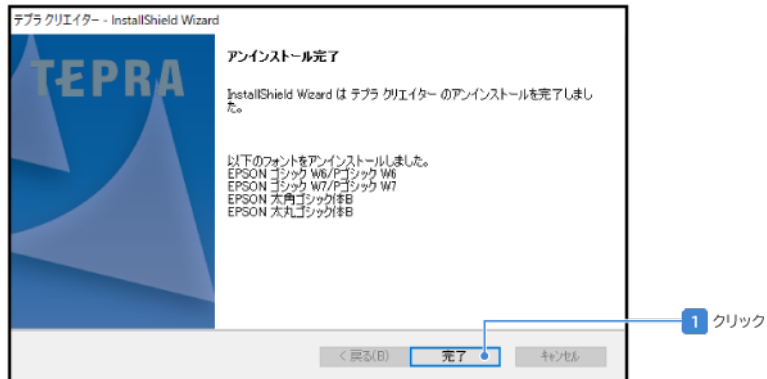 テプラ クリエイター - InstallShield Wizard
TEPRA
アンインストール完了
InstallShield Wizard は テプラ クリエイター のアンインストールを完了しまし
た。
以下のフォントをアンインストールしました。
EPSON ゴシック W6/Pゴシック W6
EPSON ゴシック W7/Pゴシック W7
EPSON 太角ゴシック体B
EPSON 太丸ゴシック体B
1 クリック
< 戻る(B) 完了 キャンセル